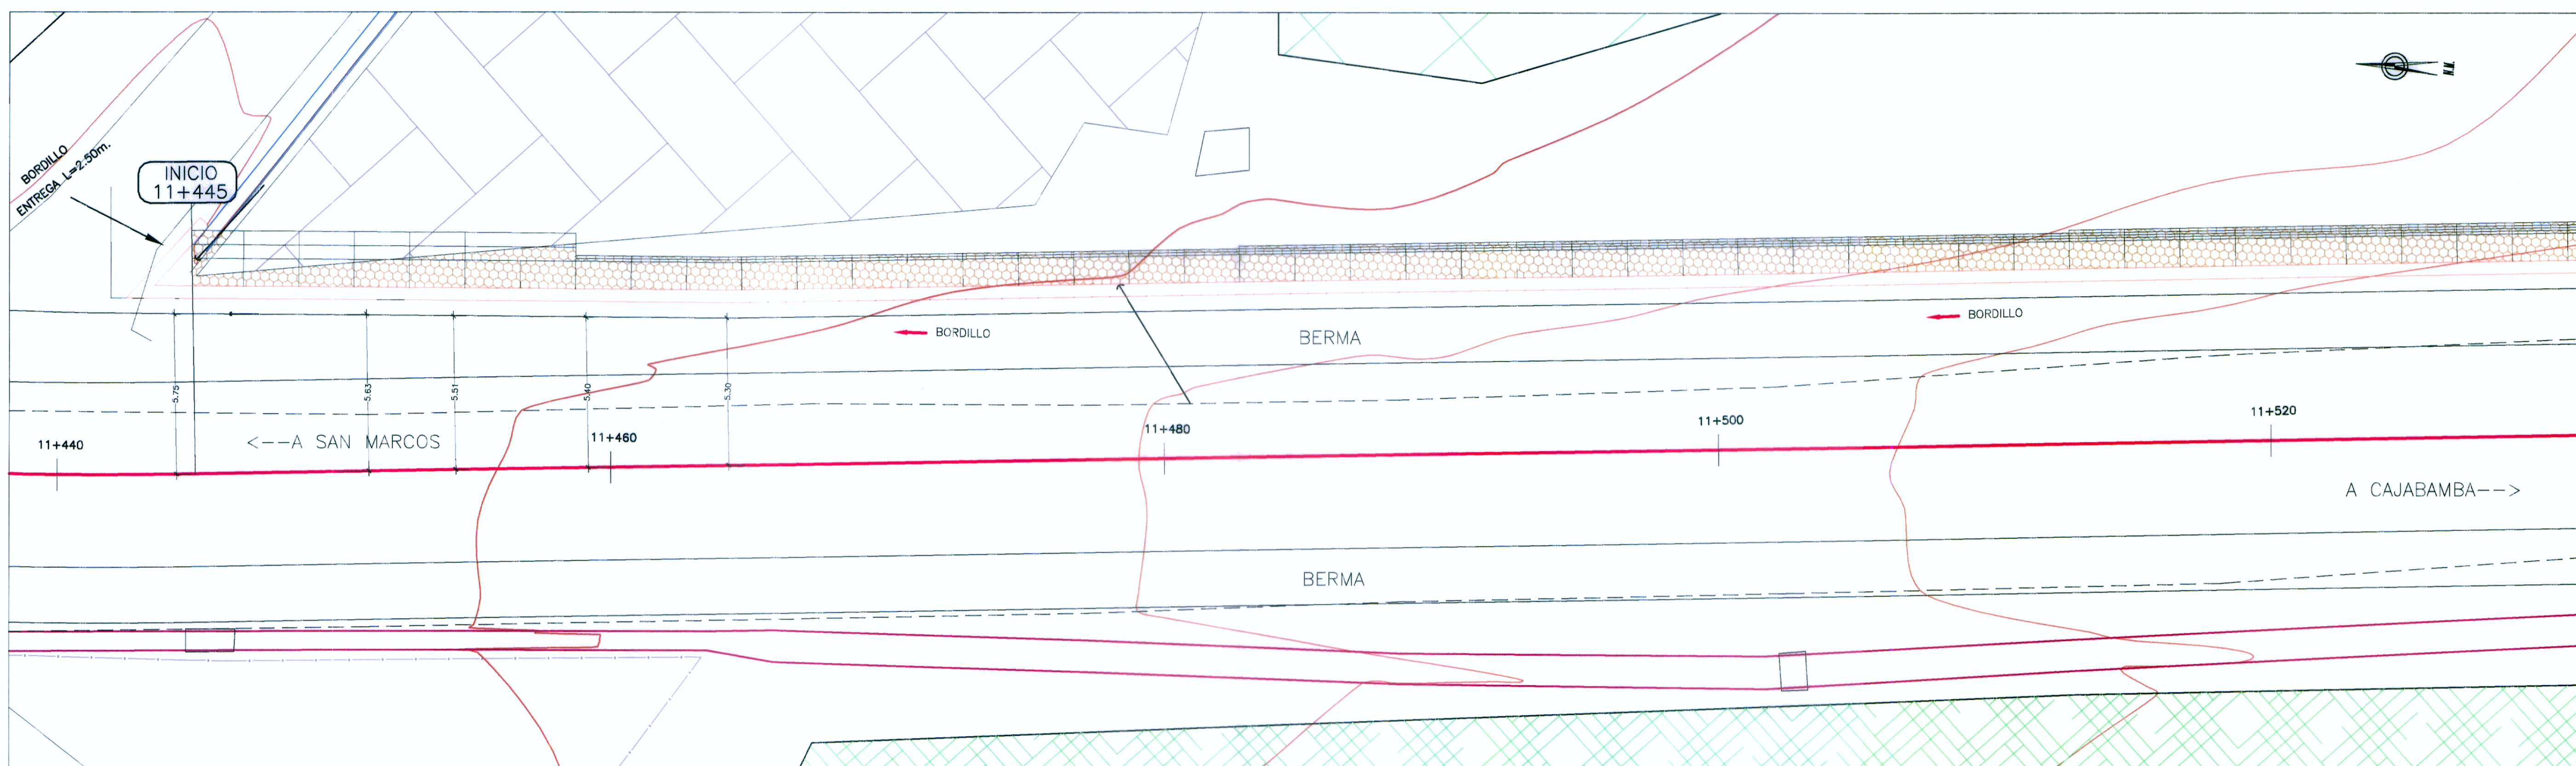 N.M.
BORDILLO
ENTREGA L=2.50m.
INICIO
11+445
BORDILLO
BORDILLO
BERMA
5.75
5.63
5.51
5.40
5.30
11+440
<--A SAN MARCOS
11+460
11+480
11+500
11+520
A CAJABAMBA-->
BERMA